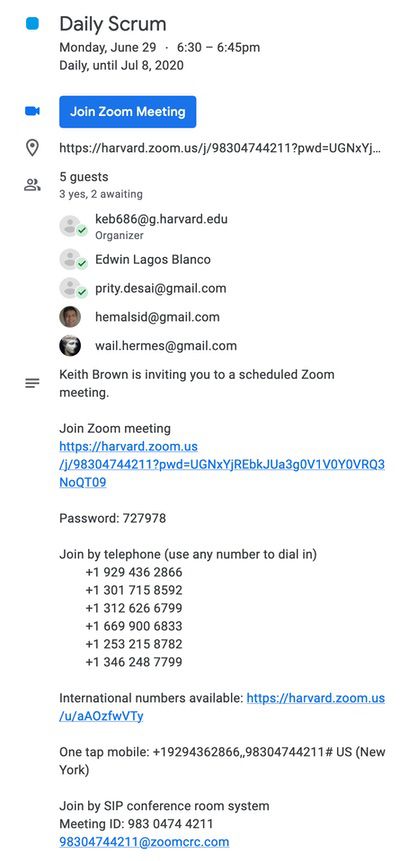 Daily Scrum
Monday, June 29 · 6:30 – 6:45pm
Daily, until Jul 8, 2020
Join Zoom Meeting
https://harvard.zoom.us/j/98304744211?pwd=UGNxYj...
5 guests
3 yes, 2 awaiting
keb686@g.harvard.edu
Organizer
Edwin Lagos Blanco
prity.desai@gmail.com
hemalsid@gmail.com
wail.hermes@gmail.com
Keith Brown is inviting you to a scheduled Zoom
meeting.
Join Zoom meeting
https://harvard.zoom.us
/j/98304744211?pwd=UGNxYjREbkJUa3g0V1V0Y0VRQ3
NoQT09
Password: 727978
Join by telephone (use any number to dial in)
+1 929 436 2866
+1 301 715 8592
+1 312 626 6799
+1 669 900 6833
+1 253 215 8782
+1 346 248 7799
International numbers available: https://harvard.zoom.us
/u/aAOzfwVTy
One tap mobile: +19294362866,,98304744211# US (New
York)
Join by SIP conference room system
Meeting ID: 983 0474 4211
98304744211@zoomcrc.com